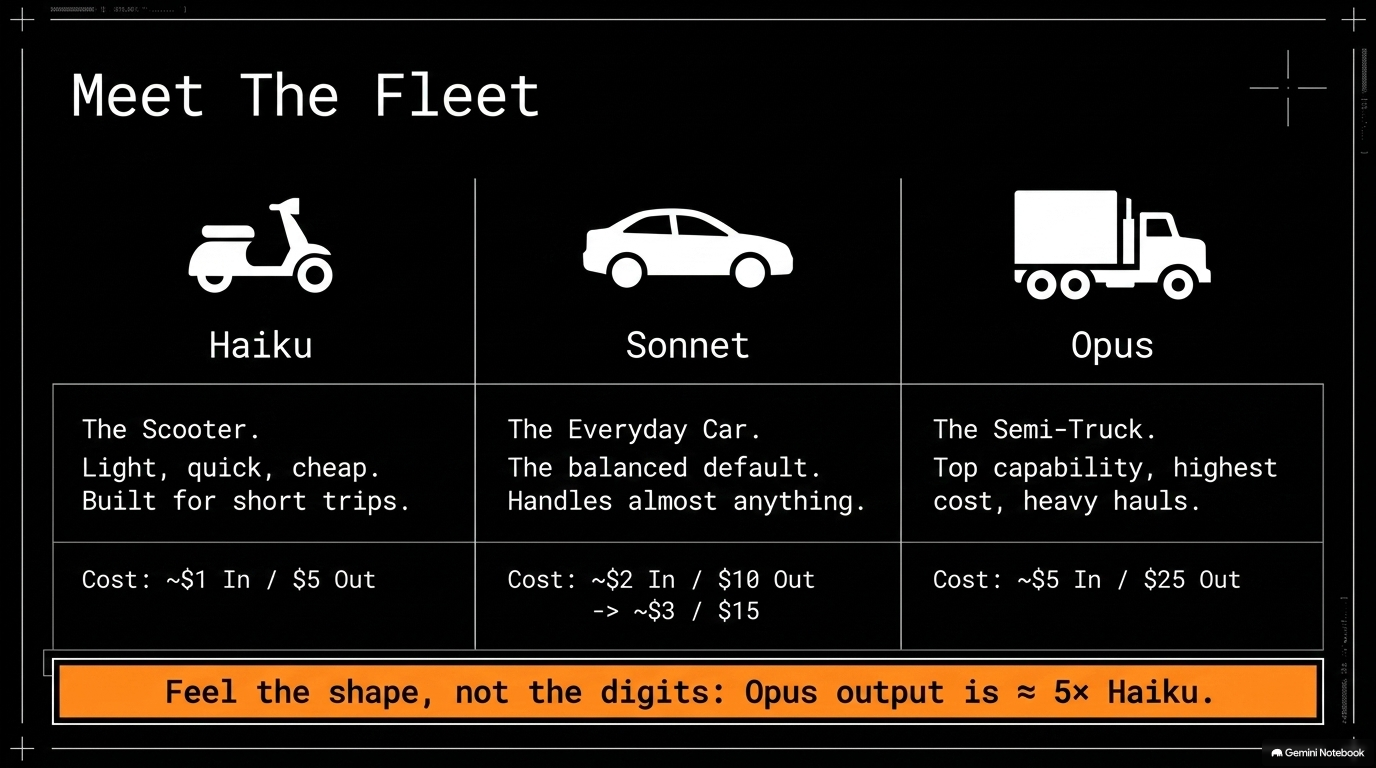 Meet The Fleet
Haiku
Sonnet
Opus
The Scooter.
Light, quick, cheap.
Built for short trips.
The Everyday Car.
The balanced default.
Handles almost anything.
The Semi-Truck.
Top capability, highest
cost, heavy hauls.
Cost: ~$1 In / $5 Out
Cost: ~$2 In / $10 Out
-> ~$3 / $15
Cost: ~$5 In / $25 Out
Feel the shape, not the digits: Opus output is ≈ 5× Haiku.
Gemini Notebook